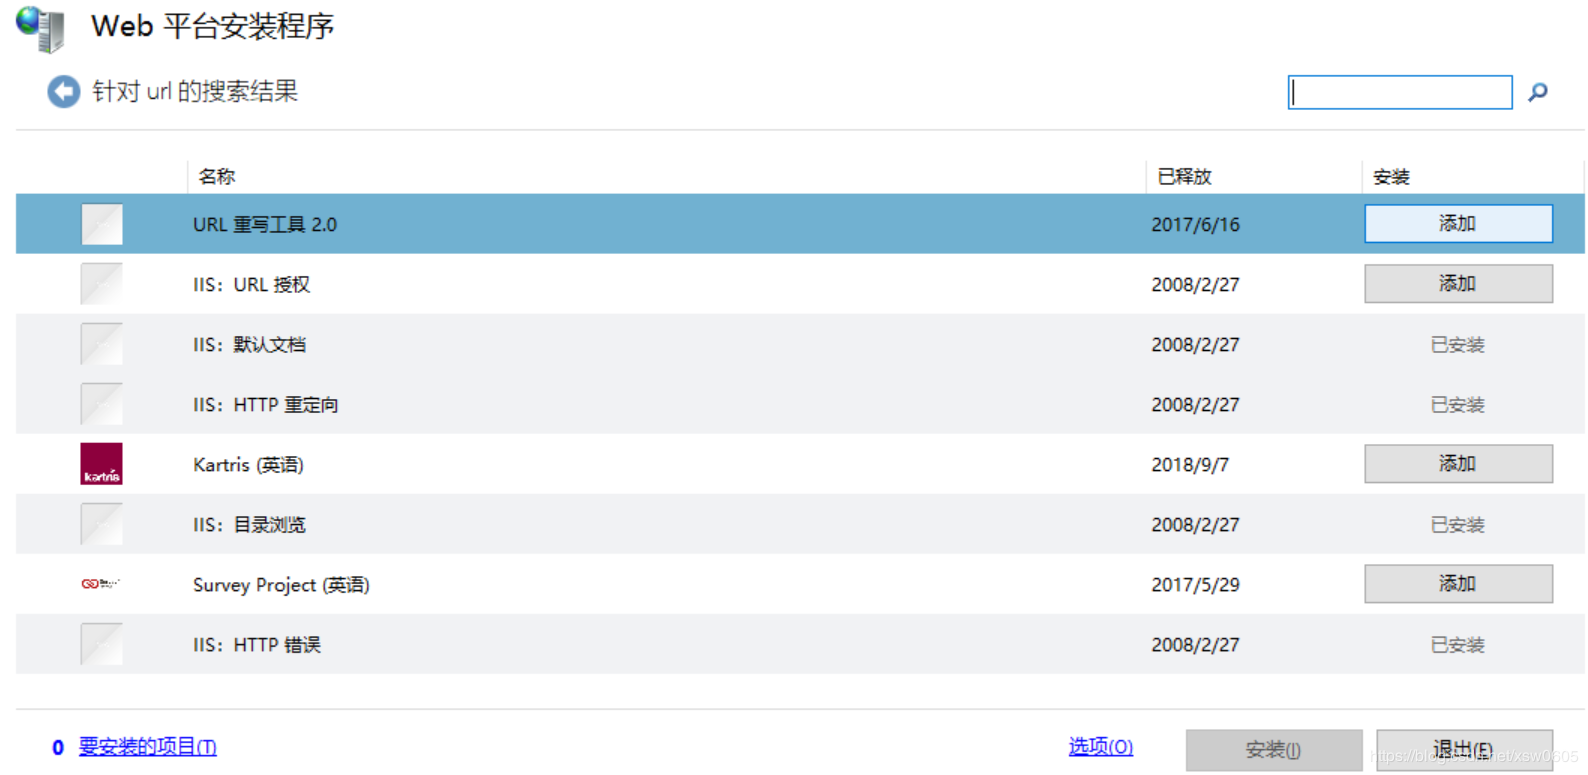 Web 平台安装程序
针对 url 的搜索结果
名称 已释放 安装
URL 重写工具 2.0 2017/6/16 添加
IIS：URL 授权 2008/2/27 添加
IIS：默认文档 2008/2/27 已安装
IIS：HTTP 重定向 2008/2/27 已安装
kartris
Kartris (英语) 2018/9/7 添加
IIS：目录浏览 2008/2/27 已安装
Survey Project (英语) 2017/5/29 添加
IIS：HTTP 错误 2008/2/27 已安装
0 要安装的项目(T) 选项(O) 安装(I) 退出(E)
https://blog.csdn.net/xsw0605